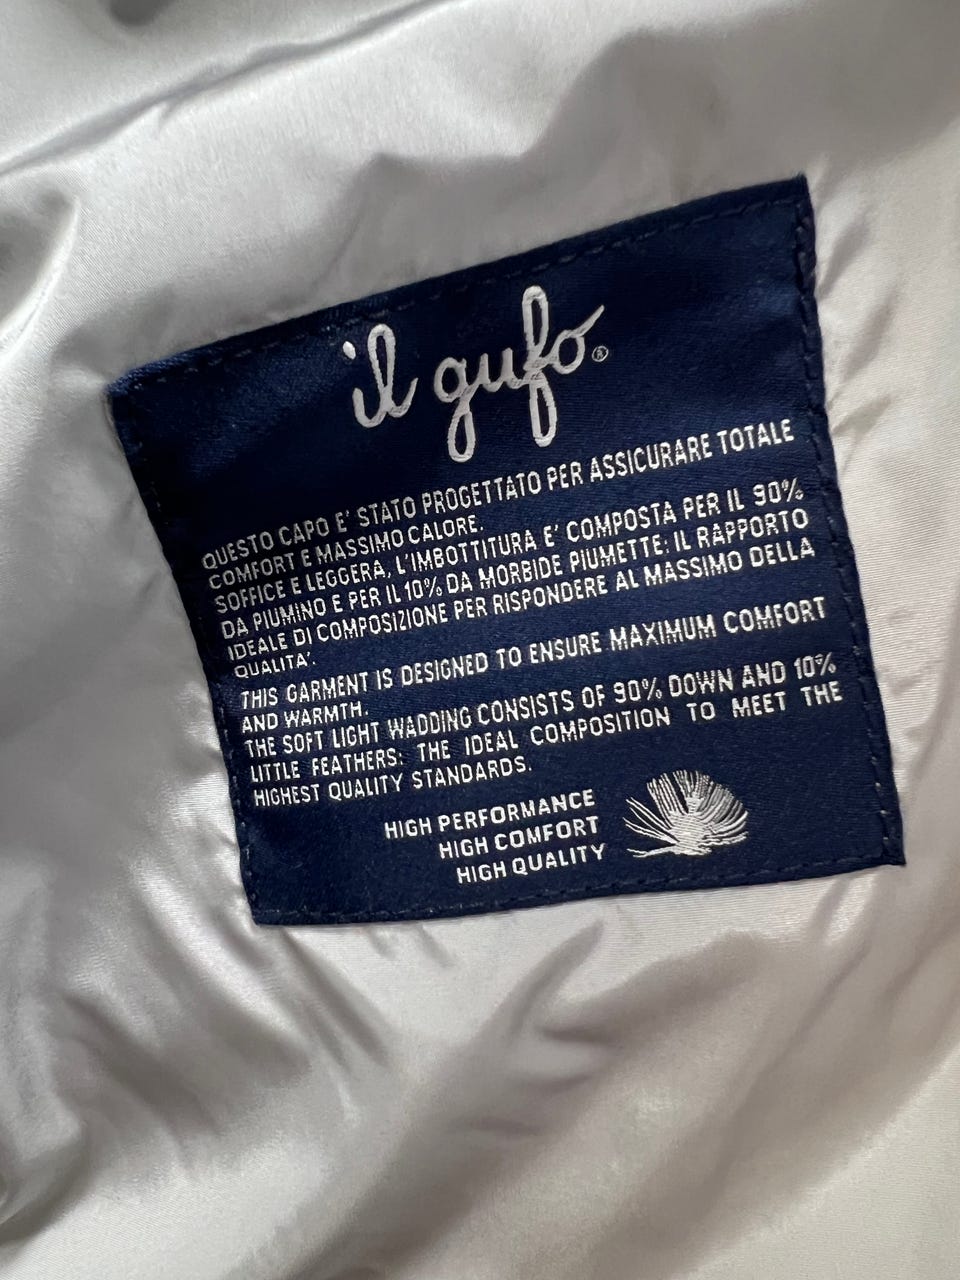 il gufo®
QUESTO CAPO E' STATO PROGETTATO PER ASSICURARE TOTALE
COMFORT E MASSIMO CALORE.
SOFFICE E LEGGERA, L'IMBOTTITURA E' COMPOSTA PER IL 90%
DA PIUMINO E PER IL 10% DA MORBIDE PIUMETTE: IL RAPPORTO
IDEALE DI COMPOSIZIONE PER RISPONDERE AL MASSIMO DELLA
QUALITA'.
THIS GARMENT IS DESIGNED TO ENSURE MAXIMUM COMFORT
AND WARMTH.
THE SOFT LIGHT WADDING CONSISTS OF 90% DOWN AND 10%
LITTLE FEATHERS: THE IDEAL COMPOSITION TO MEET THE
HIGHEST QUALITY STANDARDS.
HIGH PERFORMANCE
HIGH COMFORT
HIGH QUALITY